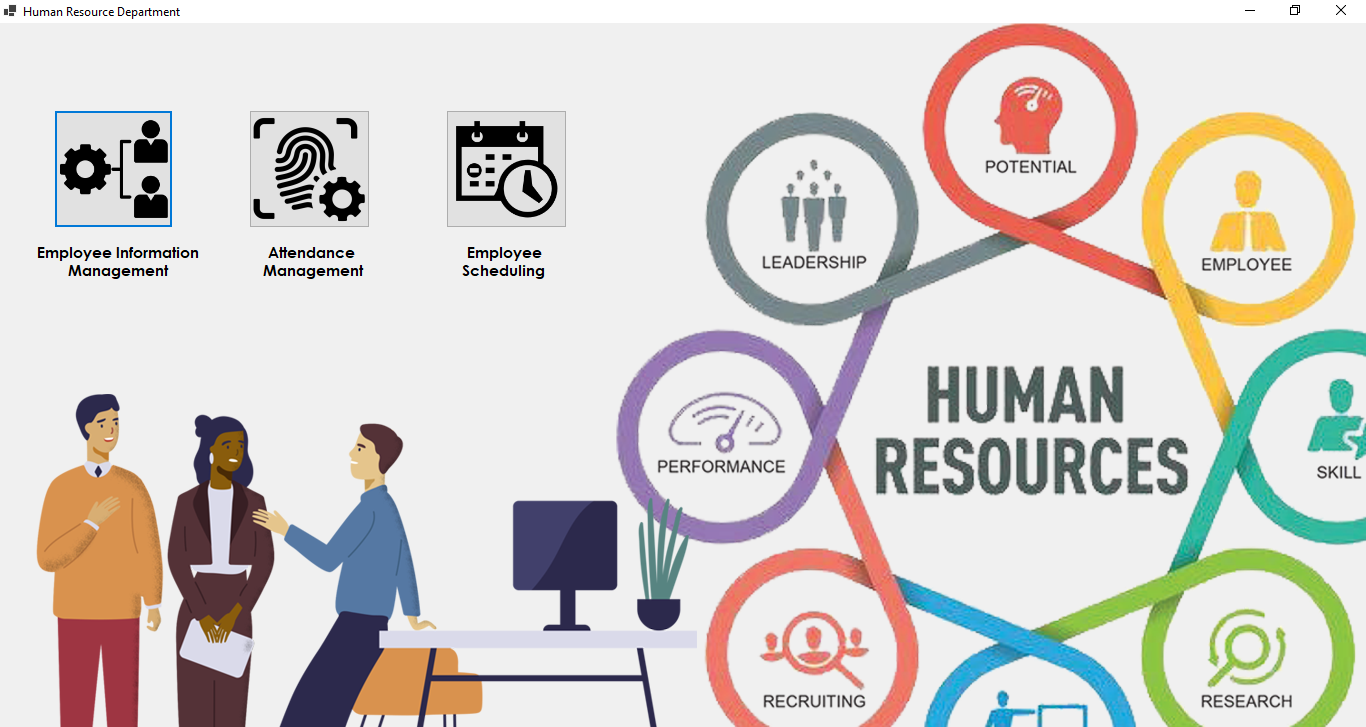 Human Resource Department
Employee Information
Management
Attendance
Management
Employee
Scheduling
POTENTIAL
LEADERSHIP
EMPLOYEE
HUMAN
RESOURCES
PERFORMANCE
SKILL
RECRUITING
RESEARCH